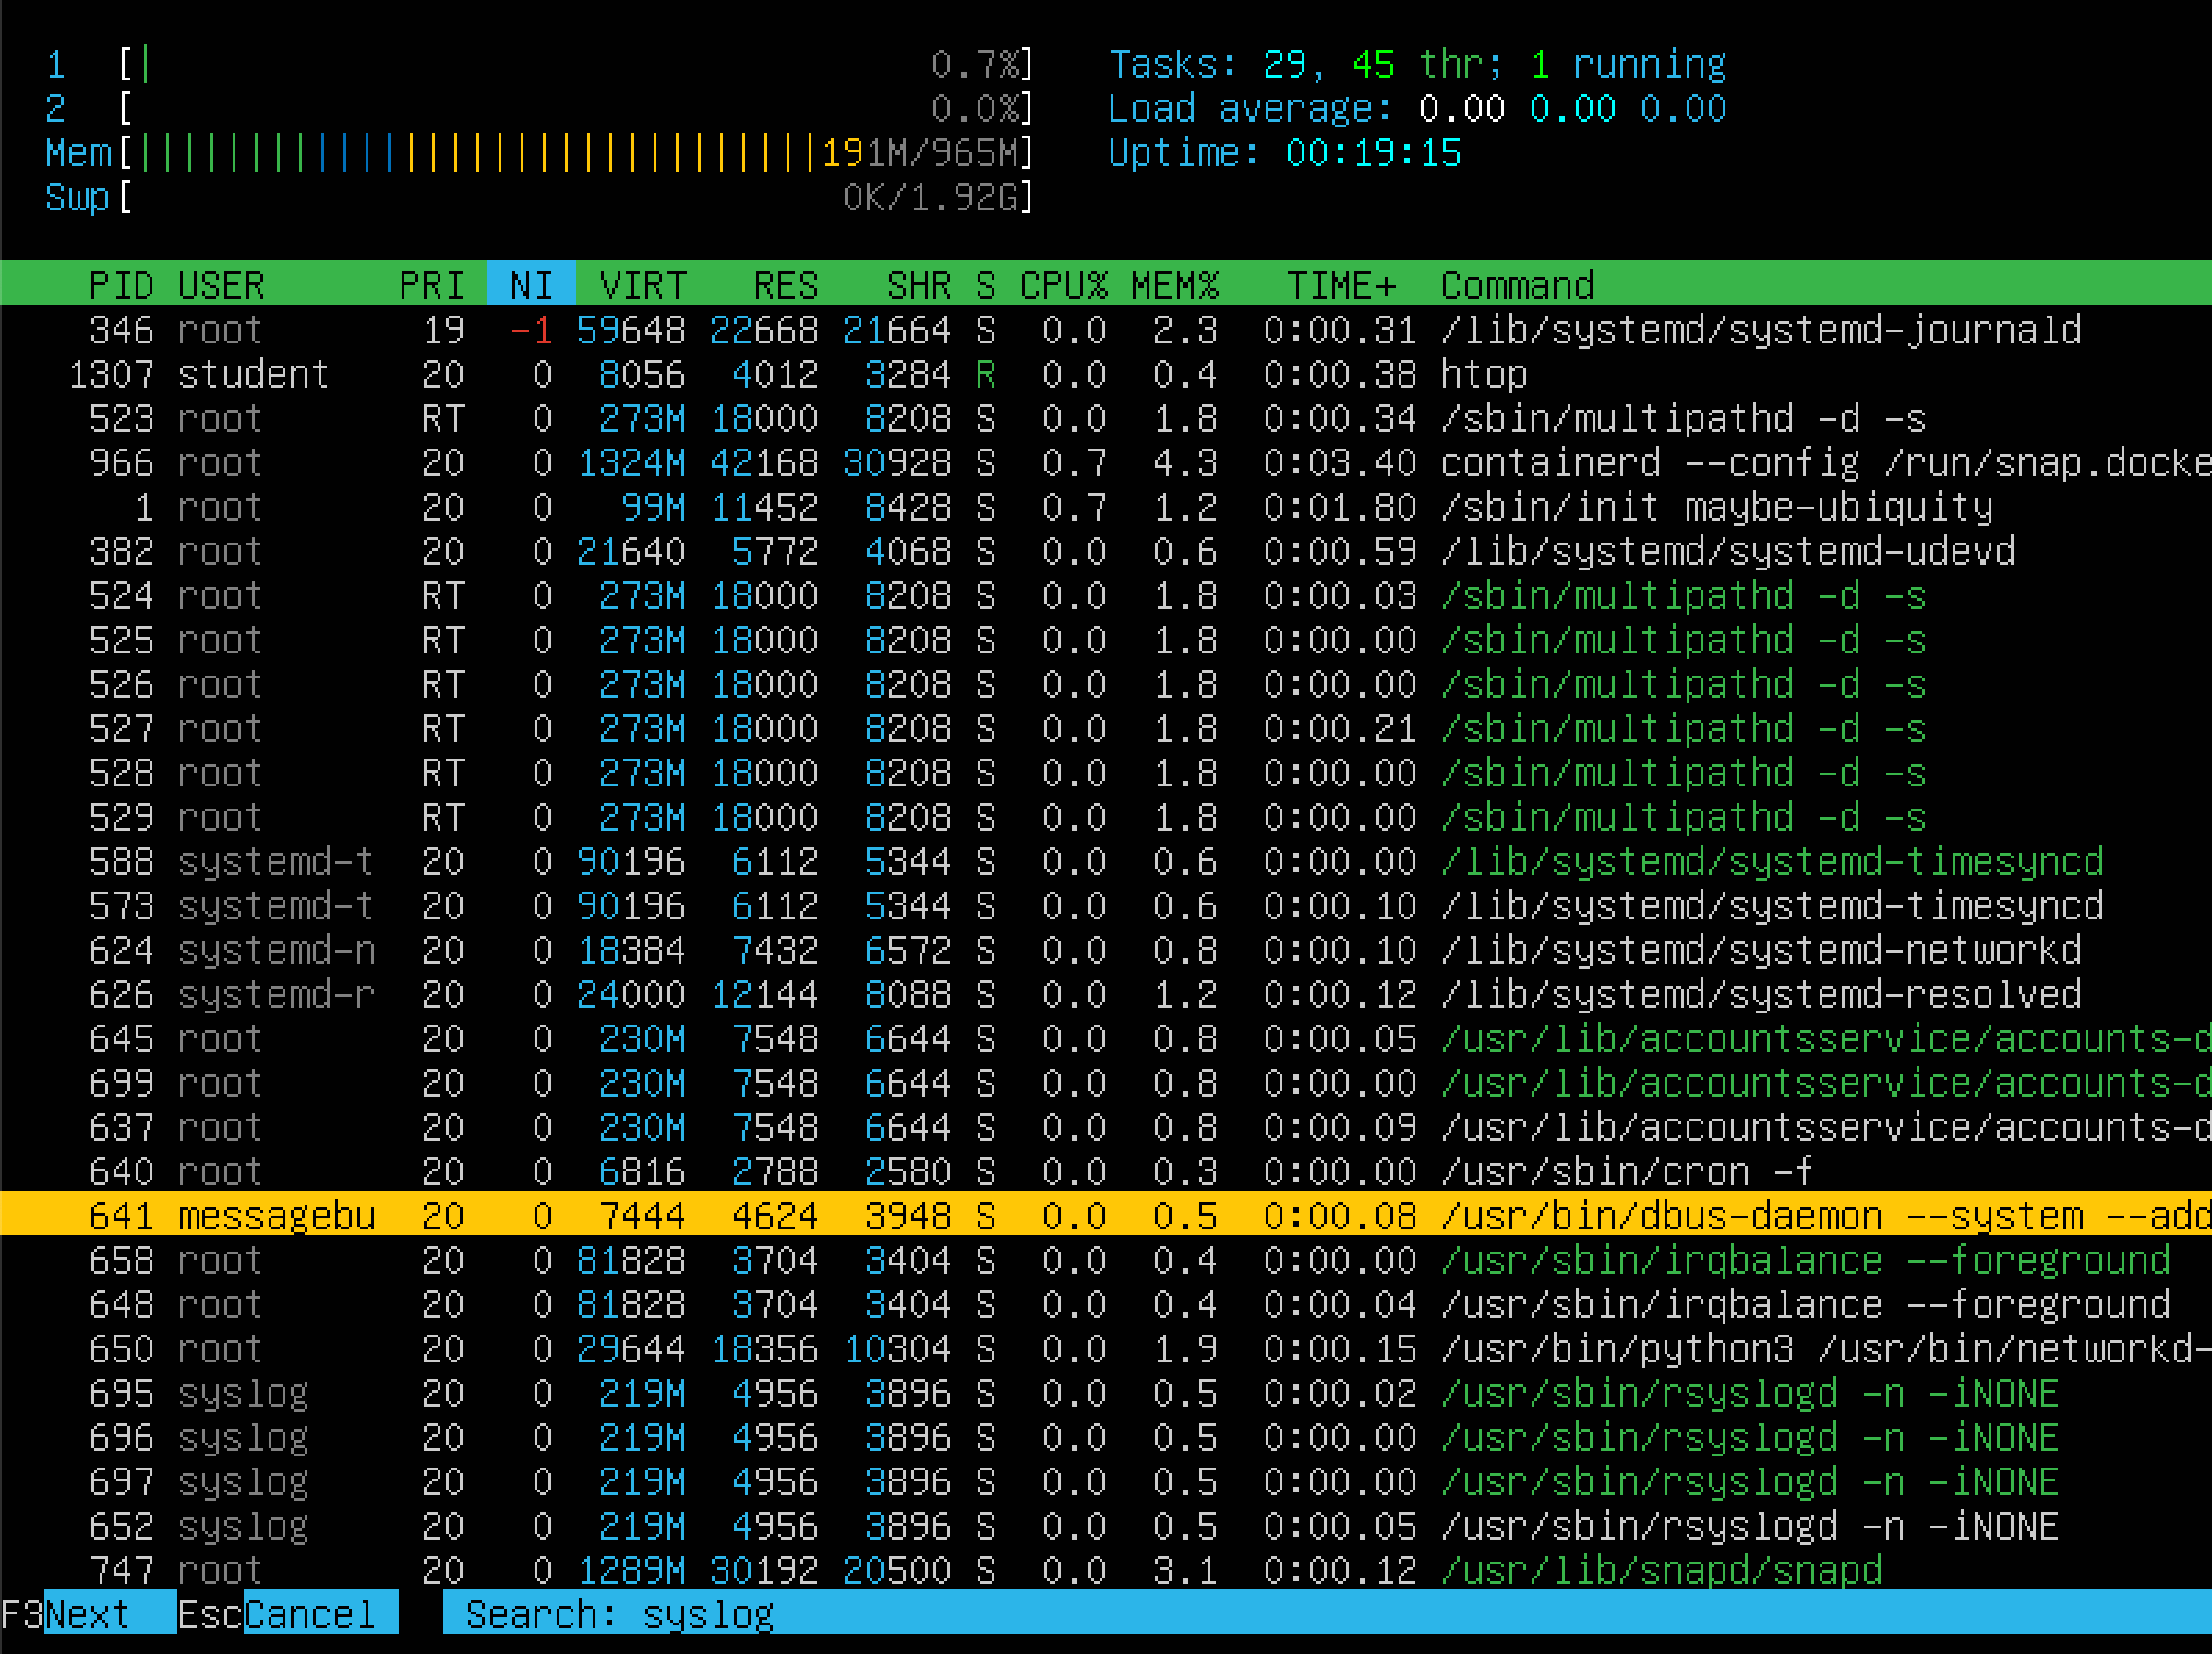 1 [| 0.7%] Tasks: 29, 45 thr; 1 running
2 [ 0.0%] Load average: 0.00 0.00 0.00
Mem[|||||||||||||||||||||||||||||||191M/965M] Uptime: 00:19:15
Swp[ 0K/1.92G]
PID USER PRI NI VIRT RES SHR S CPU% MEM% TIME+ Command
346 root 19 -1 59648 22668 21664 S 0.0 2.3 0:00.31 /lib/systemd/systemd-journald
1307 student 20 0 8056 4012 3284 R 0.0 0.4 0:00.38 htop
523 root RT 0 273M 18000 8208 S 0.0 1.8 0:00.34 /sbin/multipathd -d -s
966 root 20 0 1324M 42168 30928 S 0.7 4.3 0:03.40 containerd --config /run/snap.docke
1 root 20 0 99M 11452 8428 S 0.7 1.2 0:01.80 /sbin/init maybe-ubiquity
382 root 20 0 21640 5772 4068 S 0.0 0.6 0:00.59 /lib/systemd/systemd-udevd
524 root RT 0 273M 18000 8208 S 0.0 1.8 0:00.03 /sbin/multipathd -d -s
525 root RT 0 273M 18000 8208 S 0.0 1.8 0:00.00 /sbin/multipathd -d -s
526 root RT 0 273M 18000 8208 S 0.0 1.8 0:00.00 /sbin/multipathd -d -s
527 root RT 0 273M 18000 8208 S 0.0 1.8 0:00.21 /sbin/multipathd -d -s
528 root RT 0 273M 18000 8208 S 0.0 1.8 0:00.00 /sbin/multipathd -d -s
529 root RT 0 273M 18000 8208 S 0.0 1.8 0:00.00 /sbin/multipathd -d -s
588 systemd-t 20 0 90196 6112 5344 S 0.0 0.6 0:00.00 /lib/systemd/systemd-timesyncd
573 systemd-t 20 0 90196 6112 5344 S 0.0 0.6 0:00.10 /lib/systemd/systemd-timesyncd
624 systemd-n 20 0 18384 7432 6572 S 0.0 0.8 0:00.10 /lib/systemd/systemd-networkd
626 systemd-r 20 0 24000 12144 8088 S 0.0 1.2 0:00.12 /lib/systemd/systemd-resolved
645 root 20 0 230M 7548 6644 S 0.0 0.8 0:00.05 /usr/lib/accountsservice/accounts-d
699 root 20 0 230M 7548 6644 S 0.0 0.8 0:00.00 /usr/lib/accountsservice/accounts-d
637 root 20 0 230M 7548 6644 S 0.0 0.8 0:00.09 /usr/lib/accountsservice/accounts-d
640 root 20 0 6816 2788 2580 S 0.0 0.3 0:00.00 /usr/sbin/cron -f
641 messagebu 20 0 7444 4624 3948 S 0.0 0.5 0:00.08 /usr/bin/dbus-daemon --system --add
658 root 20 0 81828 3704 3404 S 0.0 0.4 0:00.00 /usr/sbin/irqbalance --foreground
648 root 20 0 81828 3704 3404 S 0.0 0.4 0:00.04 /usr/sbin/irqbalance --foreground
650 root 20 0 29644 18356 10304 S 0.0 1.9 0:00.15 /usr/bin/python3 /usr/bin/networkd-
695 syslog 20 0 219M 4956 3896 S 0.0 0.5 0:00.02 /usr/sbin/rsyslogd -n -iNONE
696 syslog 20 0 219M 4956 3896 S 0.0 0.5 0:00.00 /usr/sbin/rsyslogd -n -iNONE
697 syslog 20 0 219M 4956 3896 S 0.0 0.5 0:00.00 /usr/sbin/rsyslogd -n -iNONE
652 syslog 20 0 219M 4956 3896 S 0.0 0.5 0:00.05 /usr/sbin/rsyslogd -n -iNONE
747 root 20 0 1289M 30192 20500 S 0.0 3.1 0:00.12 /usr/lib/snapd/snapd
F3Next EscCancel Search: syslog